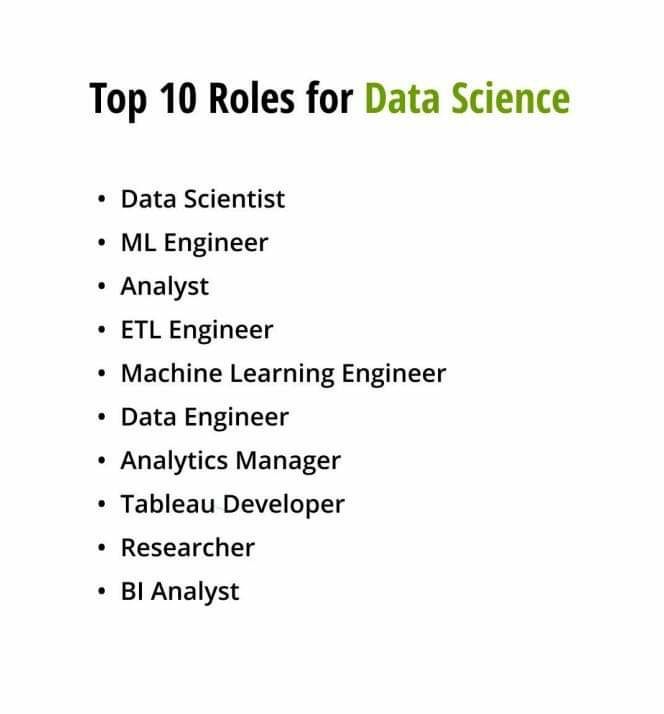 Top 10 Roles for Data Science
• Data Scientist
• ML Engineer
• Analyst
• ETL Engineer
• Machine Learning Engineer
• Data Engineer
• Analytics Manager
• Tableau Developer
• Researcher
• BI Analyst